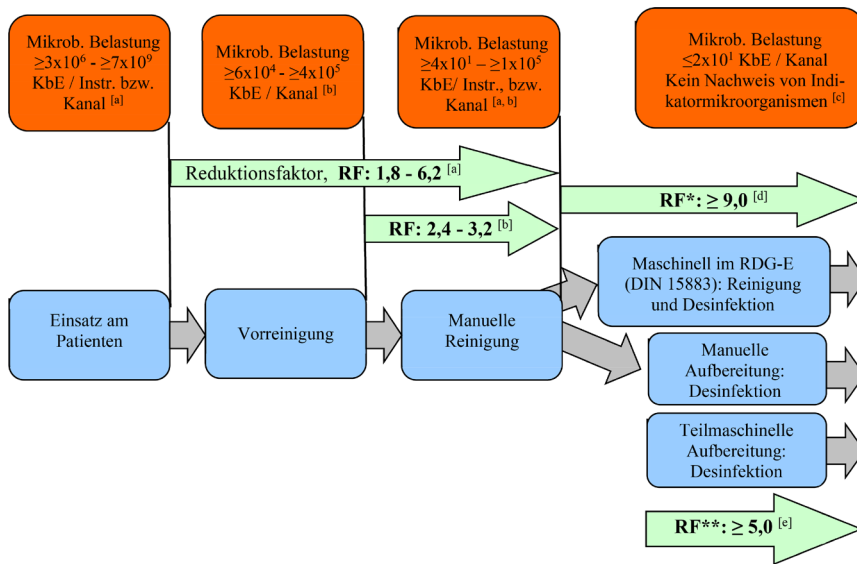 Mikrob. Belastung
≥3x10⁶ - ≥7x10⁹
KbE / Instr. bzw.
Kanal [a]
Mikrob. Belastung
≥6x10⁴ - ≥4x10⁵
KbE / Kanal [b]
Mikrob. Belastung
≥4x10¹ – ≥1x10⁵
KbE/ Instr., bzw.
Kanal [a, b]
Mikrob. Belastung
≤2x10¹ KbE / Kanal
Kein Nachweis von Indi-
katormikroorganismen [c]
Reduktionsfaktor, RF: 1,8 - 6,2 [a]
RF*: ≥ 9,0 [d]
RF: 2,4 - 3,2 [b]
Maschinell im RDG-E
(DIN 15883): Reinigung
und Desinfektion
Einsatz am
Patienten
Vorreinigung
Manuelle
Reinigung
Manuelle
Aufbereitung:
Desinfektion
Teilmaschinelle
Aufbereitung:
Desinfektion
RF**: ≥ 5,0 [e]